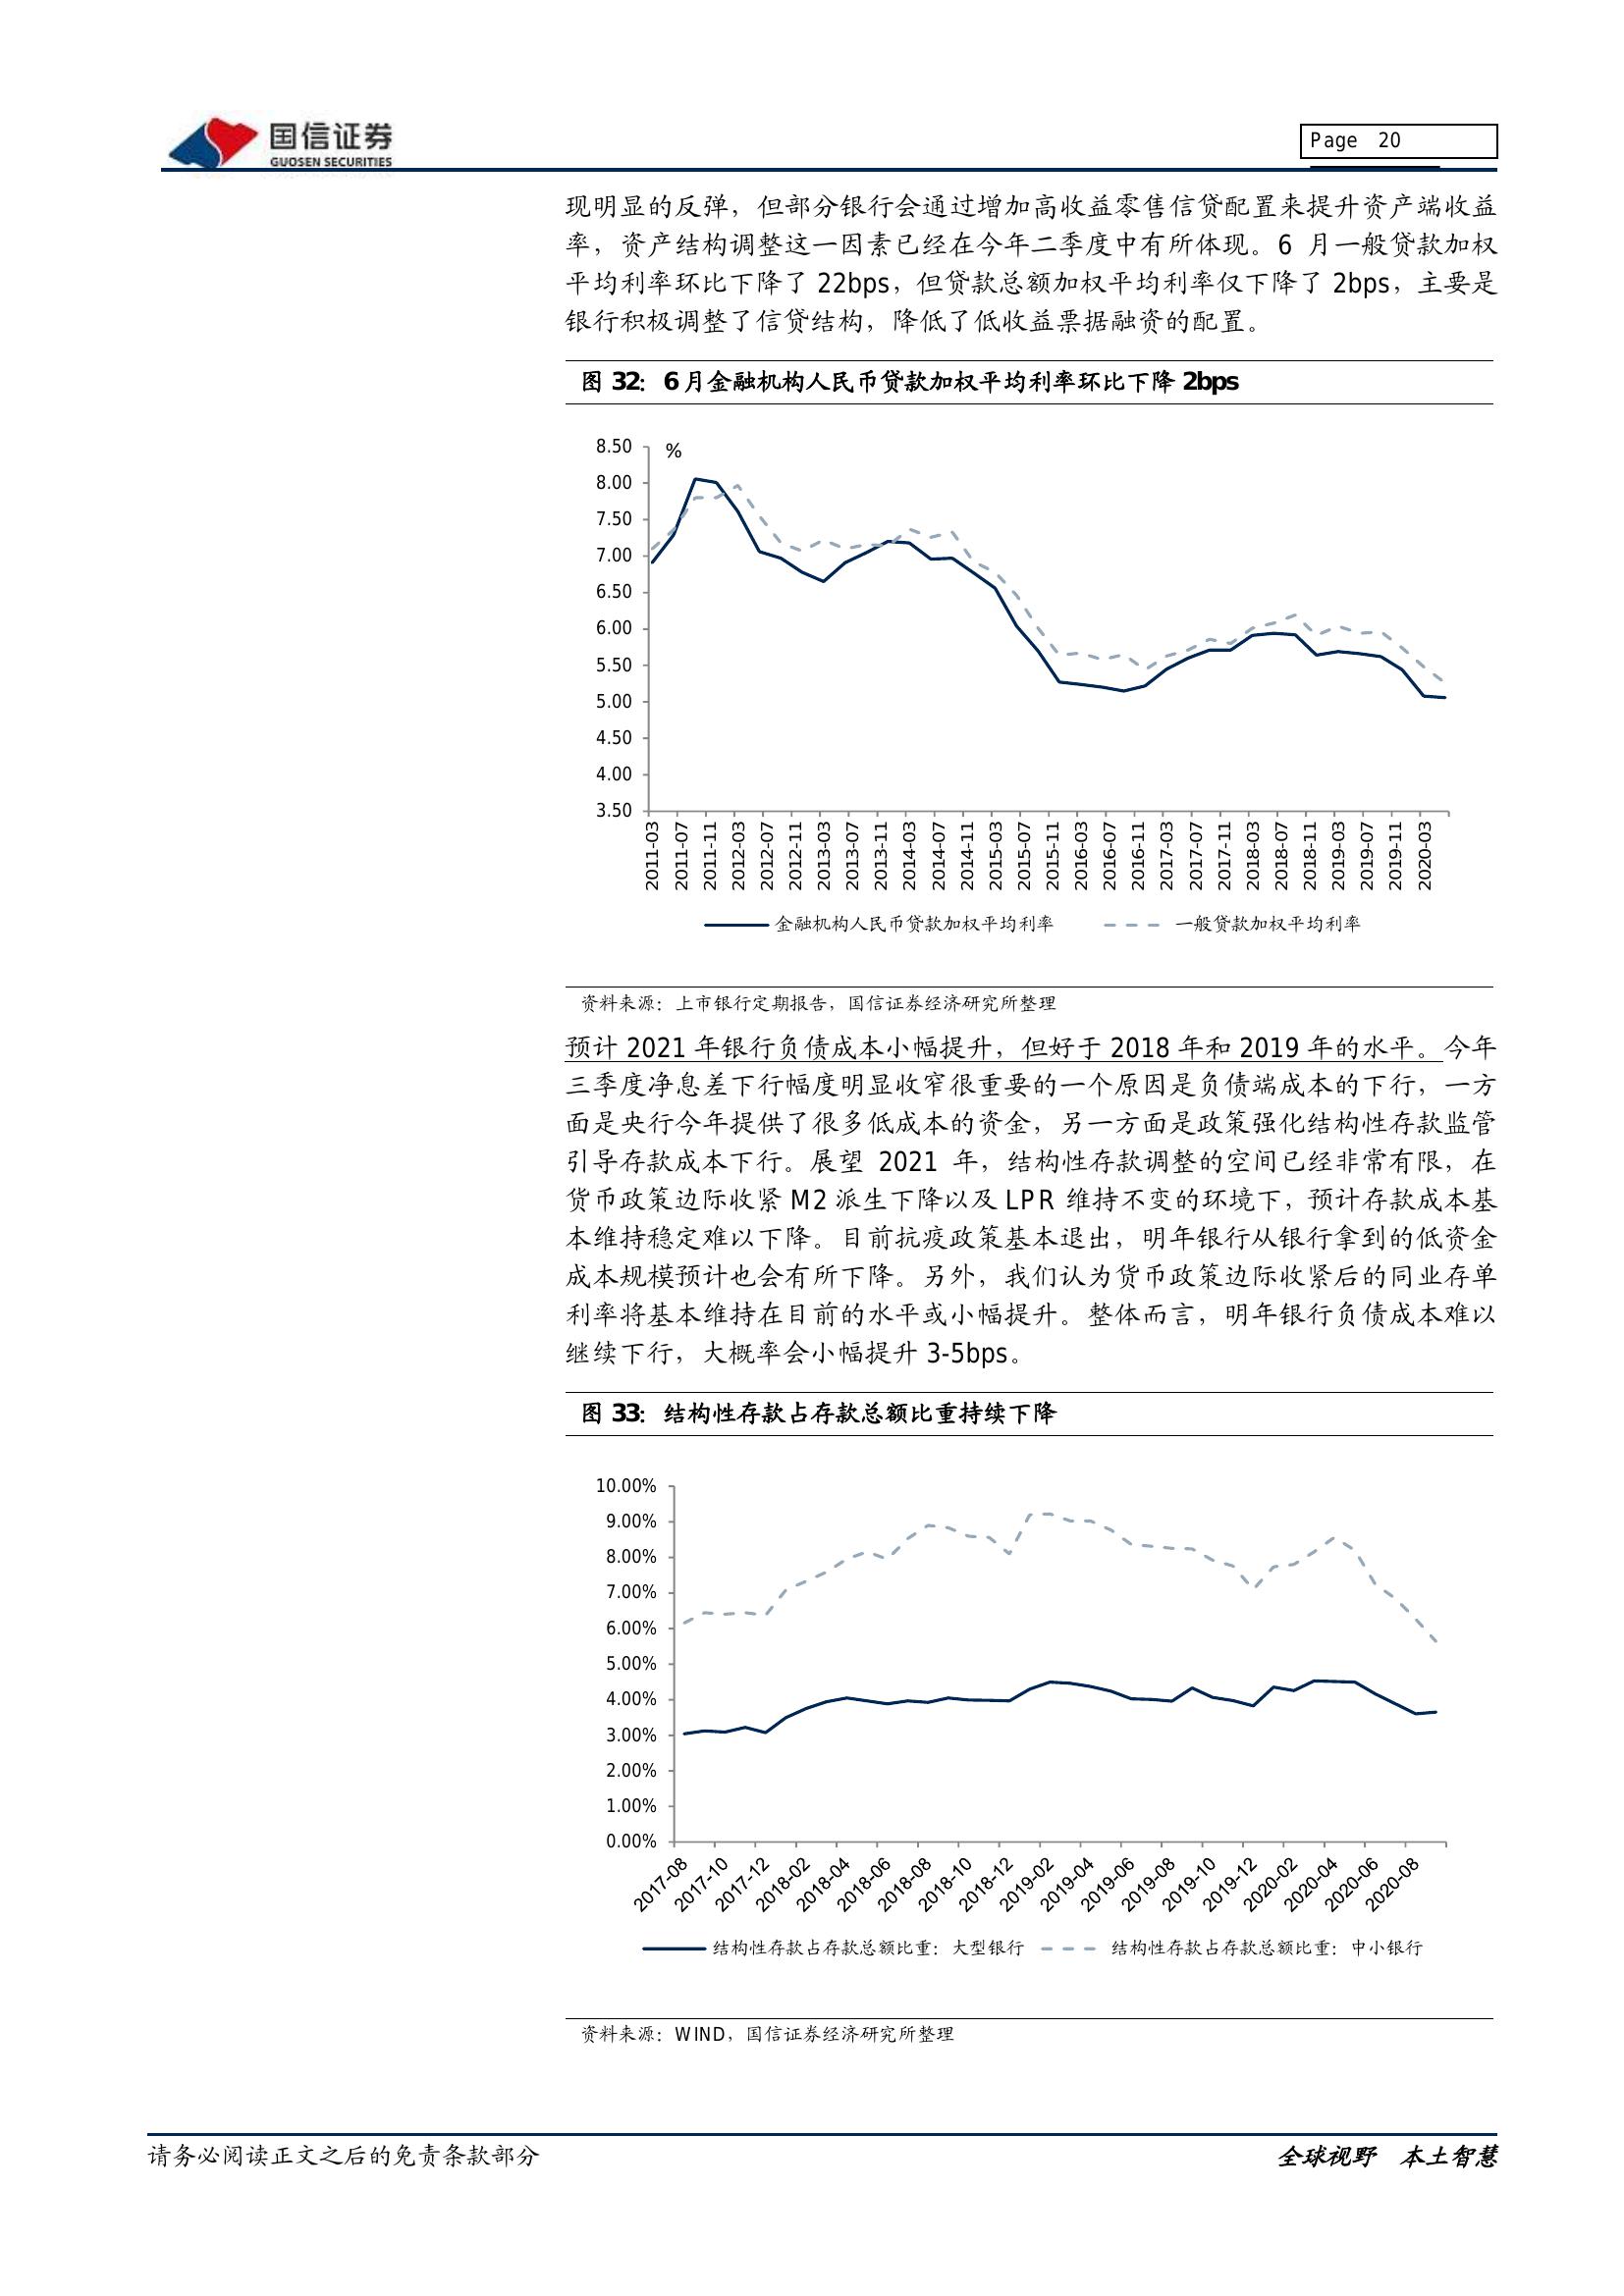 国信证券
GUOSEN SECURITIES
Page 20
现明显的反弹，但部分银行会通过增加高收益零售信贷配置来提升资产端收益
率，资产结构调整这一因素已经在今年二季度中有所体现。6 月一般贷款加权
平均利率环比下降了 22bps，但贷款总额加权平均利率仅下降了 2bps，主要是
银行积极调整了信贷结构，降低了低收益票据融资的配置。
图 32：6 月金融机构人民币贷款加权平均利率环比下降 2bps
%
8.50
8.00
7.50
7.00
6.50
6.00
5.50
5.00
4.50
4.00
3.50
2011-03
2011-07
2011-11
2012-03
2012-07
2012-11
2013-03
2013-07
2013-11
2014-03
2014-07
2014-11
2015-03
2015-07
2015-11
2016-03
2016-07
2016-11
2017-03
2017-07
2017-11
2018-03
2018-07
2018-11
2019-03
2019-07
2019-11
2020-03
金融机构人民币贷款加权平均利率 一般贷款加权平均利率
资料来源：上市银行定期报告，国信证券经济研究所整理
预计 2021 年银行负债成本小幅提升，但好于 2018 年和 2019 年的水平。今年
三季度净息差下行幅度明显收窄很重要的一个原因是负债端成本的下行，一方
面是央行今年提供了很多低成本的资金，另一方面是政策强化结构性存款监管
引导存款成本下行。展望 2021 年，结构性存款调整的空间已经非常有限，在
货币政策边际收紧 M2 派生下降以及 LPR 维持不变的环境下，预计存款成本基
本维持稳定难以下降。目前抗疫政策基本退出，明年银行从银行拿到的低资金
成本规模预计也会有所下降。另外，我们认为货币政策边际收紧后的同业存单
利率将基本维持在目前的水平或小幅提升。整体而言，明年银行负债成本难以
继续下行，大概率会小幅提升 3-5bps。
图 33：结构性存款占存款总额比重持续下降
10.00%
9.00%
8.00%
7.00%
6.00%
5.00%
4.00%
3.00%
2.00%
1.00%
0.00%
2017-08
2017-10
2017-12
2018-02
2018-04
2018-06
2018-08
2018-10
2018-12
2019-02
2019-04
2019-06
2019-08
2019-10
2019-12
2020-02
2020-04
2020-06
2020-08
结构性存款占存款总额比重：大型银行 结构性存款占存款总额比重：中小银行
资料来源：WIND，国信证券经济研究所整理
请务必阅读正文之后的免责条款部分
全球视野 本土智慧